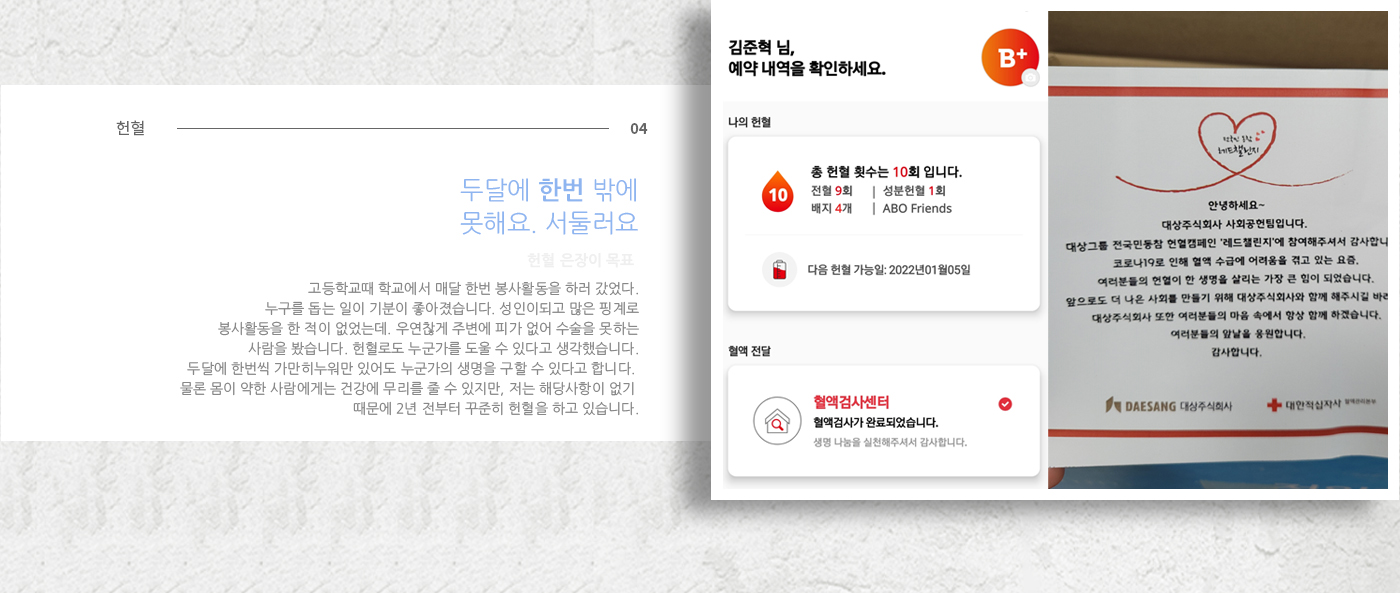 헌혈
04
두달에 한번 밖에
못해요. 서둘러요
헌혈 은장이 목표
고등학교때 학교에서 매달 한번 봉사활동을 하러 갔었다.
누구를 돕는 일이 기분이 좋아졌습니다. 성인이되고 많은 핑계로
봉사활동을 한 적이 없었는데. 우연찮게 주변에 피가 없어 수술을 못하는
사람을 봤습니다. 헌혈로도 누군가를 도울 수 있다고 생각했습니다.
두달에 한번씩 가만히누워만 있어도 누군가의 생명을 구할 수 있다고 합니다.
물론 몸이 약한 사람에게는 건강에 무리를 줄 수 있지만, 저는 해당사항이 없기
때문에 2년 전부터 꾸준히 헌혈을 하고 있습니다.
김준혁 님,
예약 내역을 확인하세요.
B+
나의 헌혈
10
총 헌혈 횟수는 10회 입니다.
전혈 9회 | 성분헌혈 1회
배지 4개 | ABO Friends
다음 헌혈 가능일: 2022년01월05일
혈액 전달
혈액검사센터
혈액검사가 완료되었습니다.
생명 나눔을 실천해주셔서 감사합니다.
레드챌린지
안녕하세요~
대상주식회사 사회공헌팀입니다.
대상그룹 전국민동참 헌혈캠페인 '레드챌린지'에 참여해주셔서 감사합니
코로나19로 인해 혈액 수급에 어려움을 겪고 있는 요즘,
여러분들의 헌혈이 한 생명을 살리는 가장 큰 힘이 되었습니다.
앞으로도 더 나은 사회를 만들기 위해 대상주식회사와 함께 해주시길 바라
대상주식회사 또한 여러분들의 마음 속에서 항상 함께 하겠습니다.
여러분들의 앞날을 응원합니다.
감사합니다.
DAESANG 대상주식회사
대한적십자사 혈액관리본부